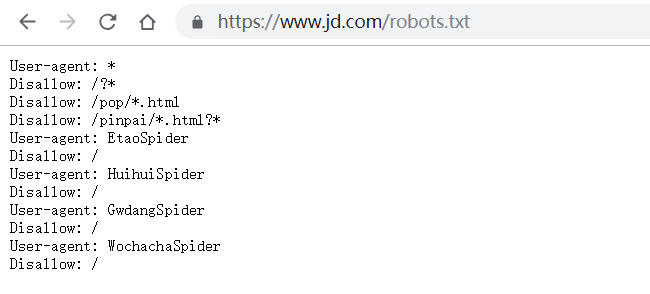 https://www.jd.com/robots.txt
User-agent: *
Disallow: /?*
Disallow: /pop/*.html
Disallow: /pinpai/*.html?*
User-agent: EtaoSpider
Disallow: /
User-agent: HuihuiSpider
Disallow: /
User-agent: GwdangSpider
Disallow: /
User-agent: WochachaSpider
Disallow: /